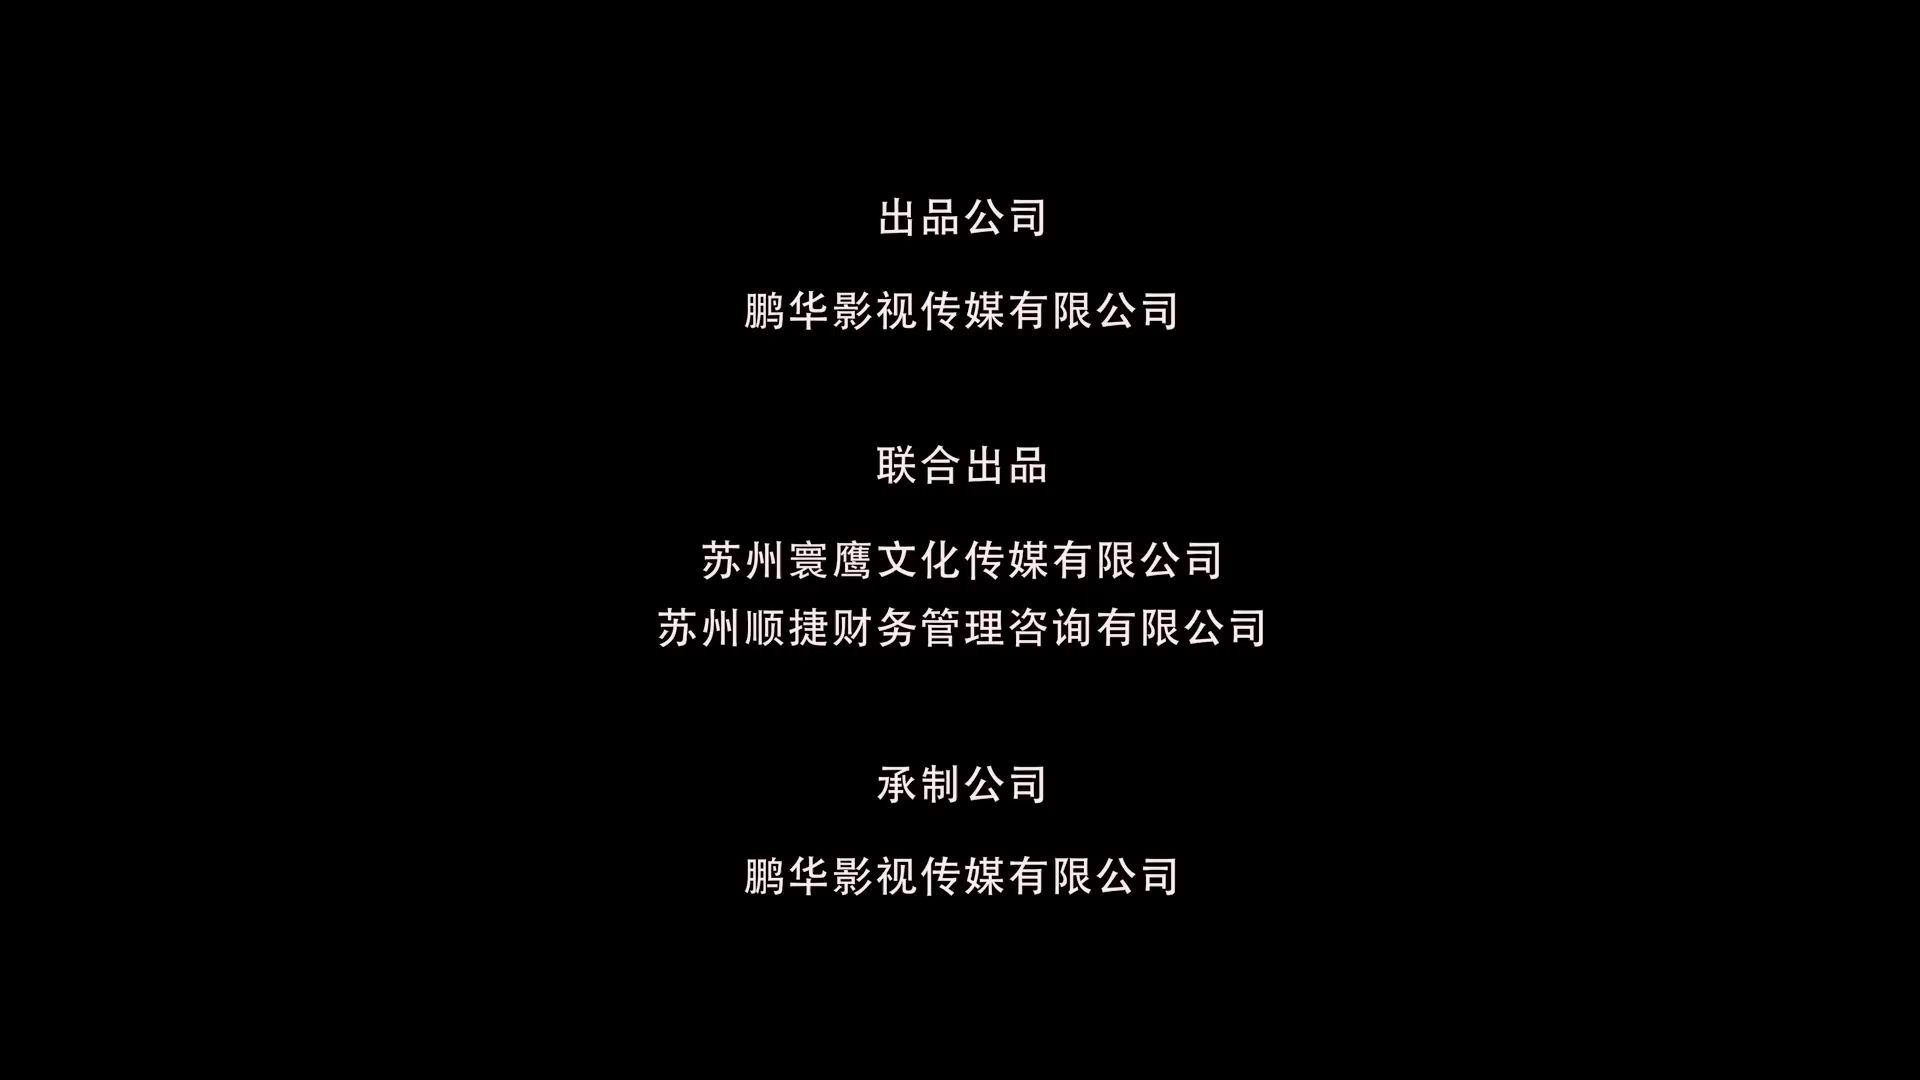 出品公司
鹏华影视传媒有限公司
联合出品
苏州寰鹰文化传媒有限公司
苏州顺捷财务管理咨询有限公司
承制公司
鹏华影视传媒有限公司